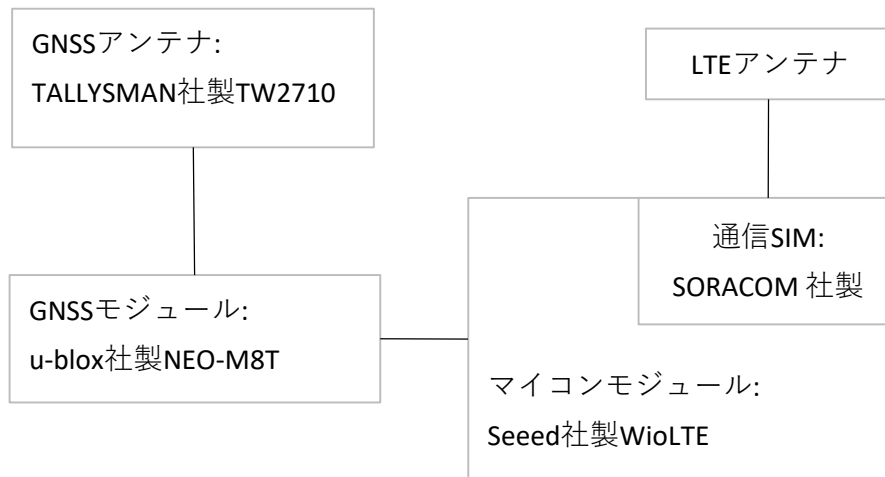 GNSSアンテナ:
TALLYSMAN社製TW2710
LTEアンテナ
通信SIM:
SORACOM 社製
GNSSモジュール:
u-blox社製NEO-M8T
マイコンモジュール:
Seeed社製WioLTE